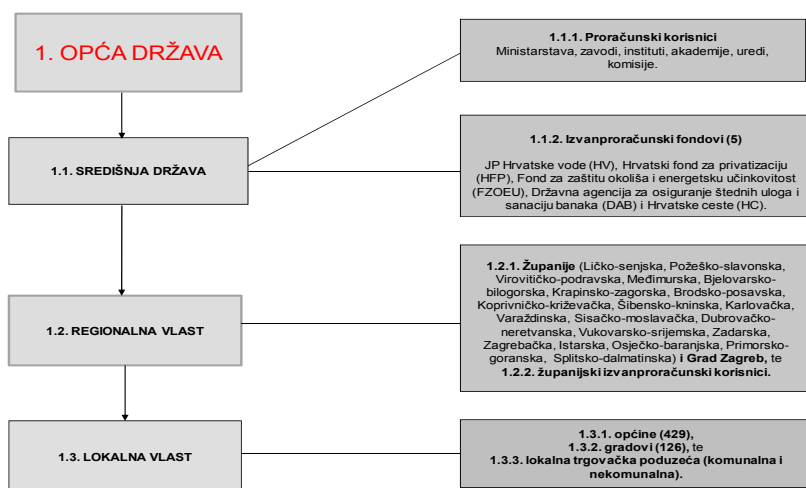 1. OPĆA DRŽAVA
1.1.1. Proračunski korisnici
Ministarstava, zavodi, instituti, akademije, uredi,
komisije.
1.1. SREDIŠNJA DRŽAVA
1.1.2. Izvanproračunski fondovi (5)
JP Hrvatske vode (HV), Hrvatski fond za privatizaciju
(HFP), Fond za zaštitu okoliša i energetsku učinkovitost
(FZOEU), Državna agencija za osiguranje štednih uloga i
sanaciju banaka (DAB) i Hrvatske ceste (HC).
1.2. REGIONALNA VLAST
1.2.1. Županije (Ličko-senjska, Požeško-slavonska,
Virovitičko-podravska, Međimurska, Bjelovarsko-
bilogorska, Krapinsko-zagorska, Brodsko-posavska,
Koprivničko-križevačka, Šibensko-kninska, Karlovačka,
Varaždinska, Sisačko-moslavačka, Dubrovačko-
neretvanska, Vukovarsko-srijemska, Zadarska,
Zagrebačka, Istarska, Osječko-baranjska, Primorsko-
goranska, Splitsko-dalmatinska) i Grad Zagreb, te
1.2.2. županijski izvanproračunski korisnici.
1.3. LOKALNA VLAST
1.3.1. općine (429),
1.3.2. gradovi (126), te
1.3.3. lokalna trgovačka poduzeća (komunalna i
nekomunalna).